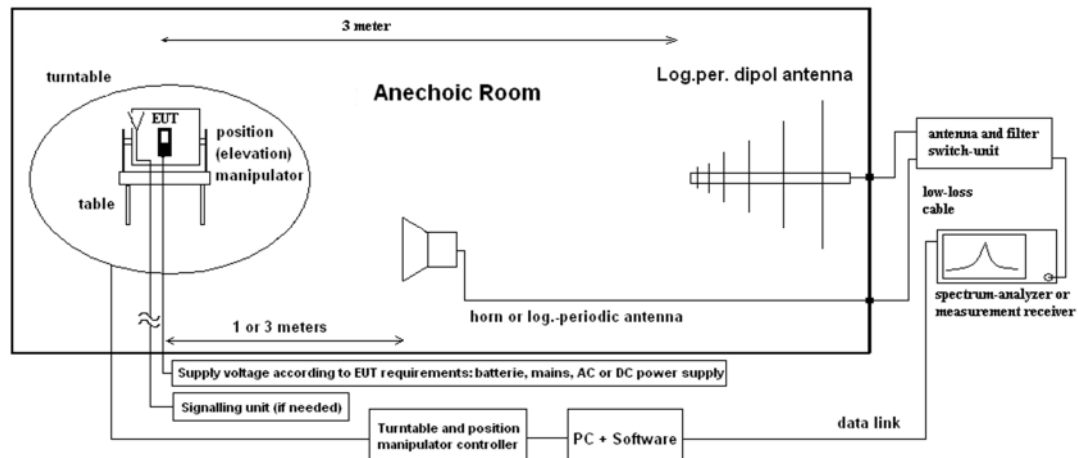 3 meter
turntable
Anechoic Room
Log.per. dipol antenna
EUT
position
(elevation)
manipulator
table
antenna and filter
switch-unit
low-loss
cable
spectrum-analyzer or
measurement receiver
horn or log.-periodic antenna
1 or 3 meters
Supply voltage according to EUT requirements: batterie, mains, AC or DC power supply
Signalling unit (if needed)
Turntable and position
manipulator controller
PC + Software
data link